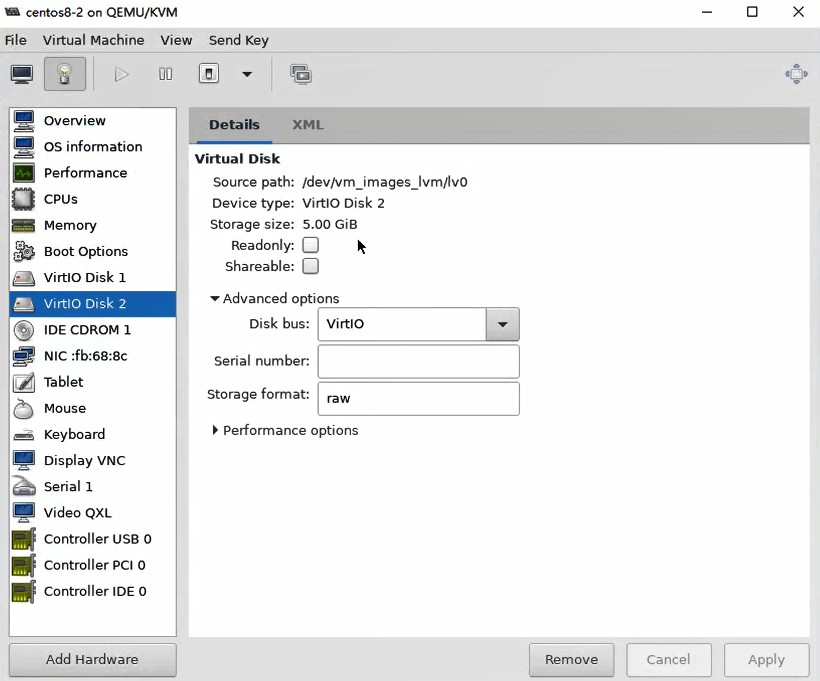 centos8-2 on QEMU/KVM
File Virtual Machine View Send Key
Overview
OS information
Performance
CPUs
Memory
Boot Options
VirtIO Disk 1
VirtIO Disk 2
IDE CDROM 1
NIC :fb:68:8c
Tablet
Mouse
Keyboard
Display VNC
Serial 1
Video QXL
Controller USB 0
Controller PCI 0
Controller IDE 0
Add Hardware
Details XML
Virtual Disk
Source path: /dev/vm_images_lvm/lv0
Device type: VirtIO Disk 2
Storage size: 5.00 GiB
Readonly:
Shareable:
Advanced options
Disk bus: VirtIO
Serial number:
Storage format: raw
Performance options
Remove Cancel Apply